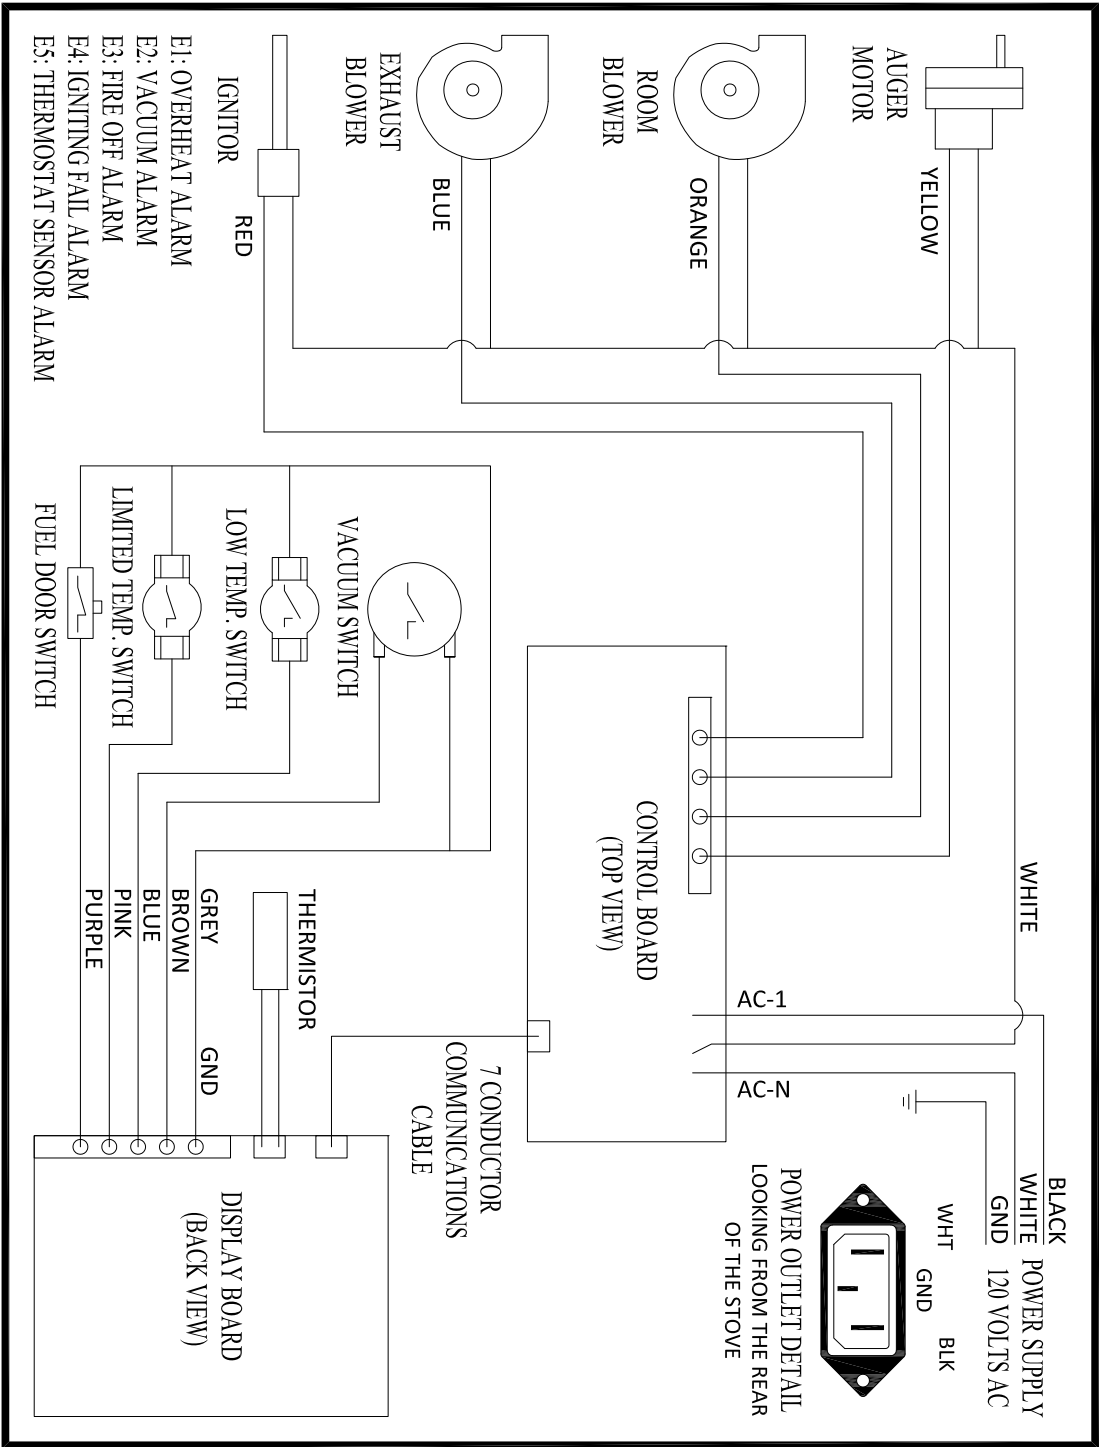 AUGER
MOTOR
YELLOW
ROOM
BLOWER
ORANGE
EXHAUST
BLOWER
BLUE
IGNITOR
RED
E1: OVERHEAT ALARM
E2: VACUUM ALARM
E3: FIRE OFF ALARM
E4: IGNITING FAIL ALARM
E5: THERMOSTAT SENSOR ALARM
WHITE
CONTROL BOARD
(TOP VIEW)
AC-1
AC-N
VACUUM SWITCH
LOW TEMP. SWITCH
LIMITED TEMP. SWITCH
FUEL DOOR SWITCH
THERMISTOR
GREY
BROWN
BLUE
PINK
PURPLE
GND
7 CONDUCTOR
COMMUNICATIONS
CABLE
BLACK
WHITE
GND
POWER SUPPLY
120 VOLTS AC
WHT
GND
BLK
POWER OUTLET DETAIL
LOOKING FROM THE REAR
OF THE STOVE
DISPLAY BOARD
(BACK VIEW)